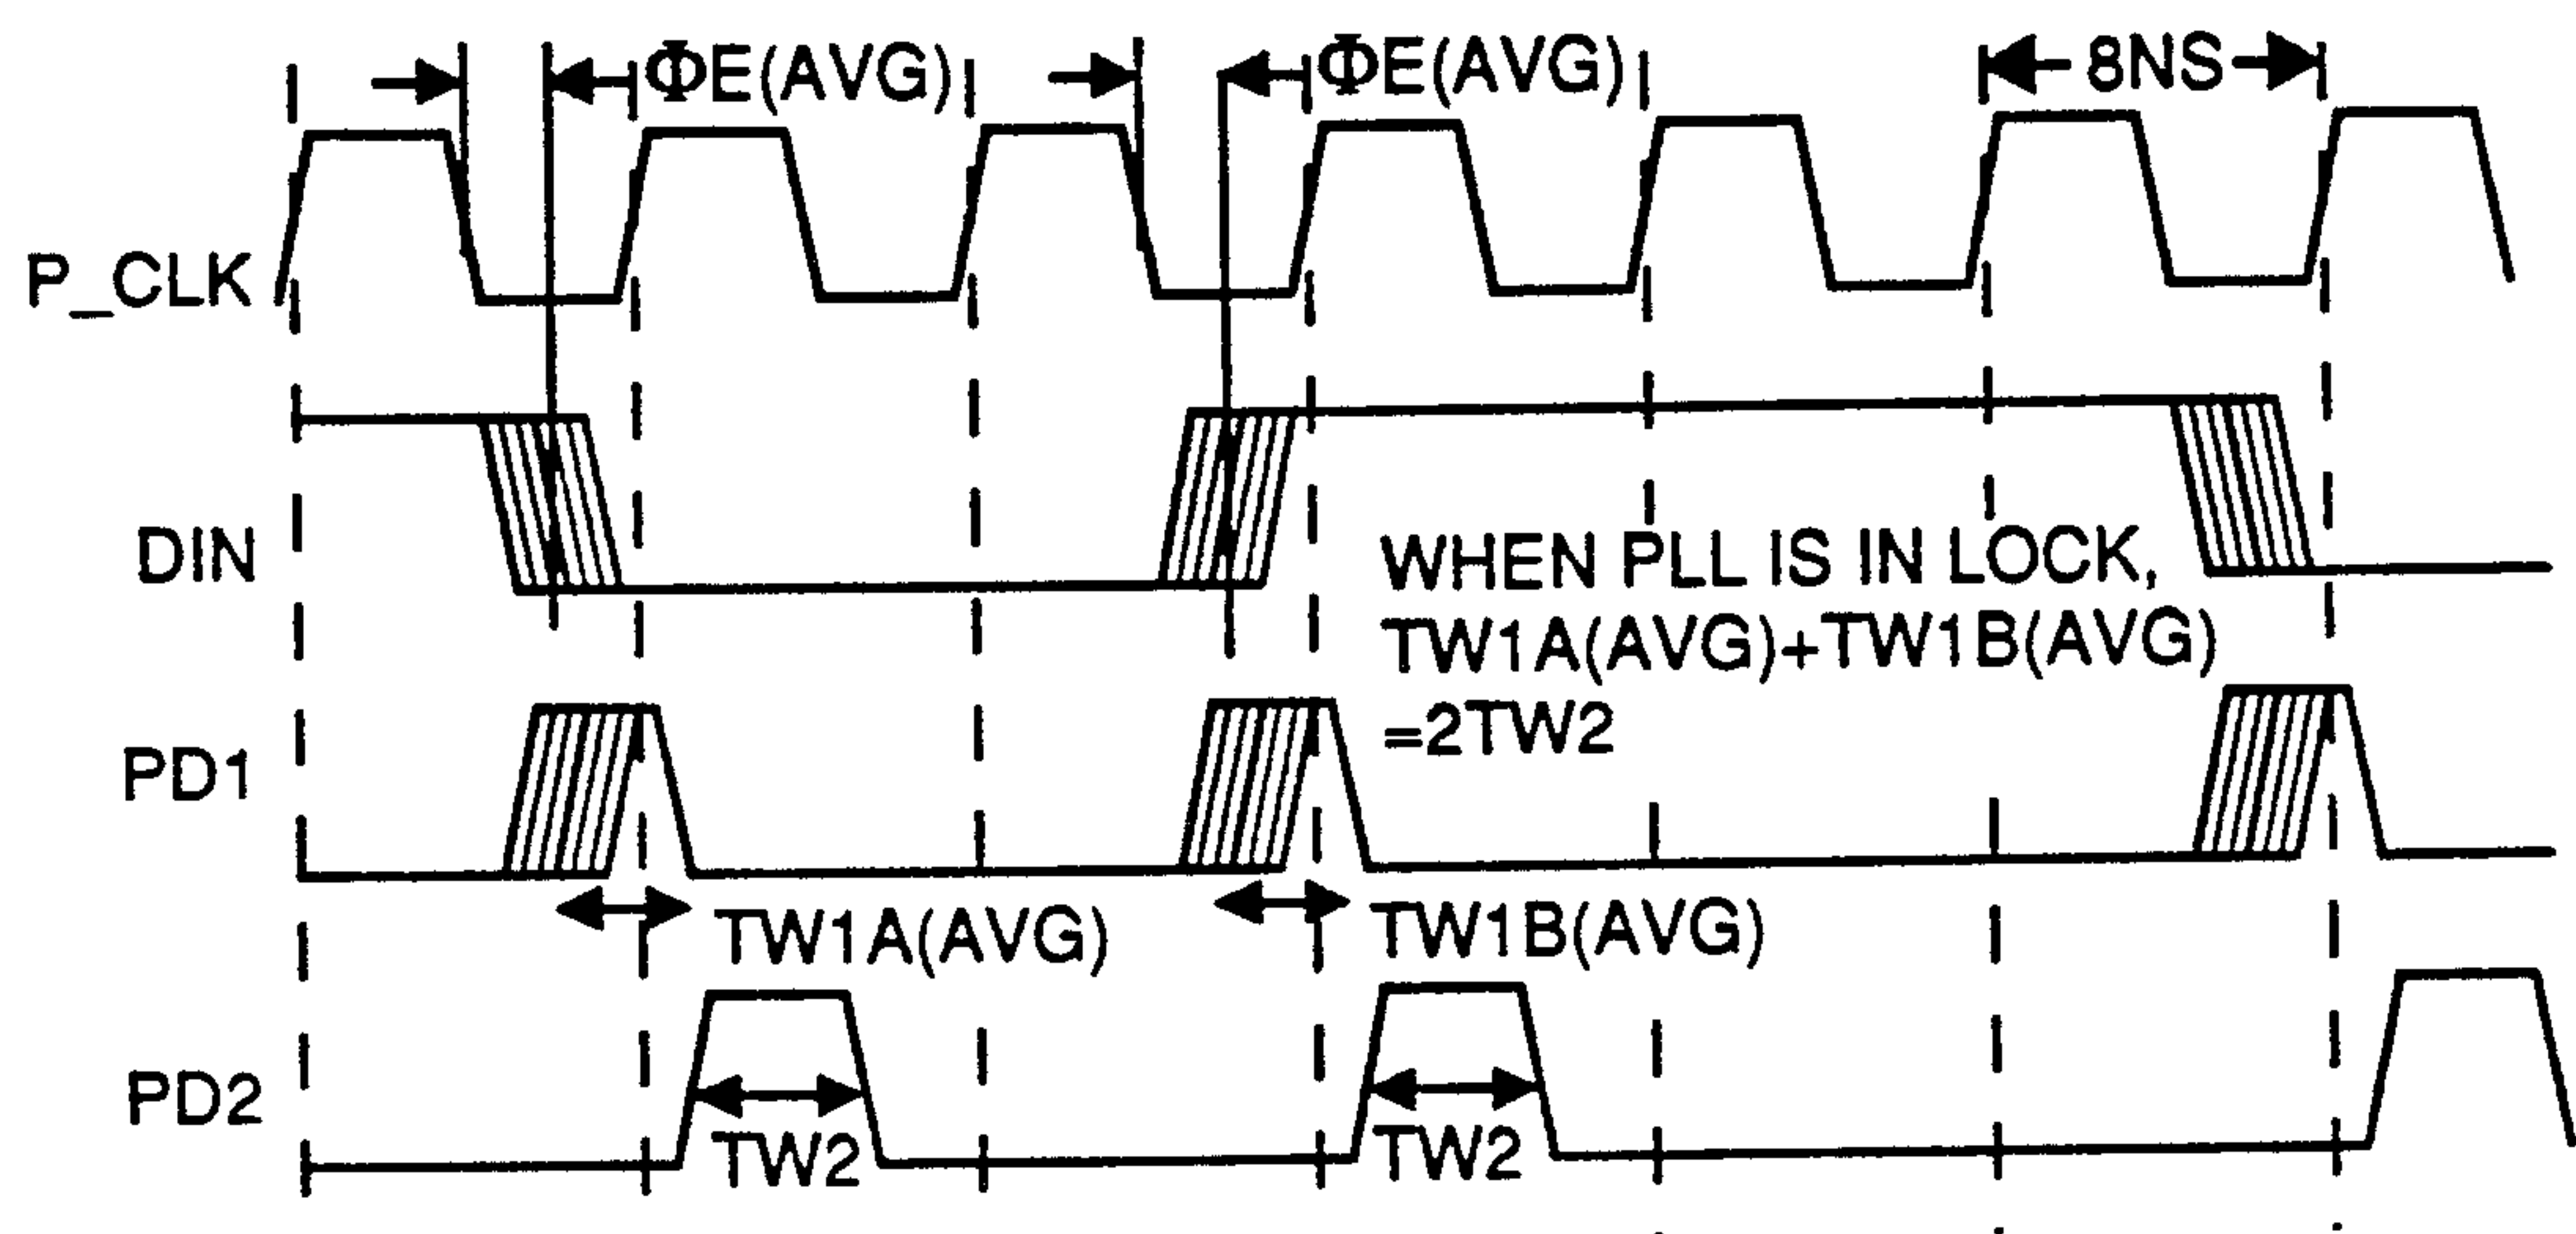 ΦE(AVG) ΦE(AVG) 8NS
P_CLK
DIN
WHEN PLL IS IN LOCK,
TW1A(AVG)+TW1B(AVG)
=2TW2
PD1
TW1A(AVG) TW1B(AVG)
PD2
TW2 TW2